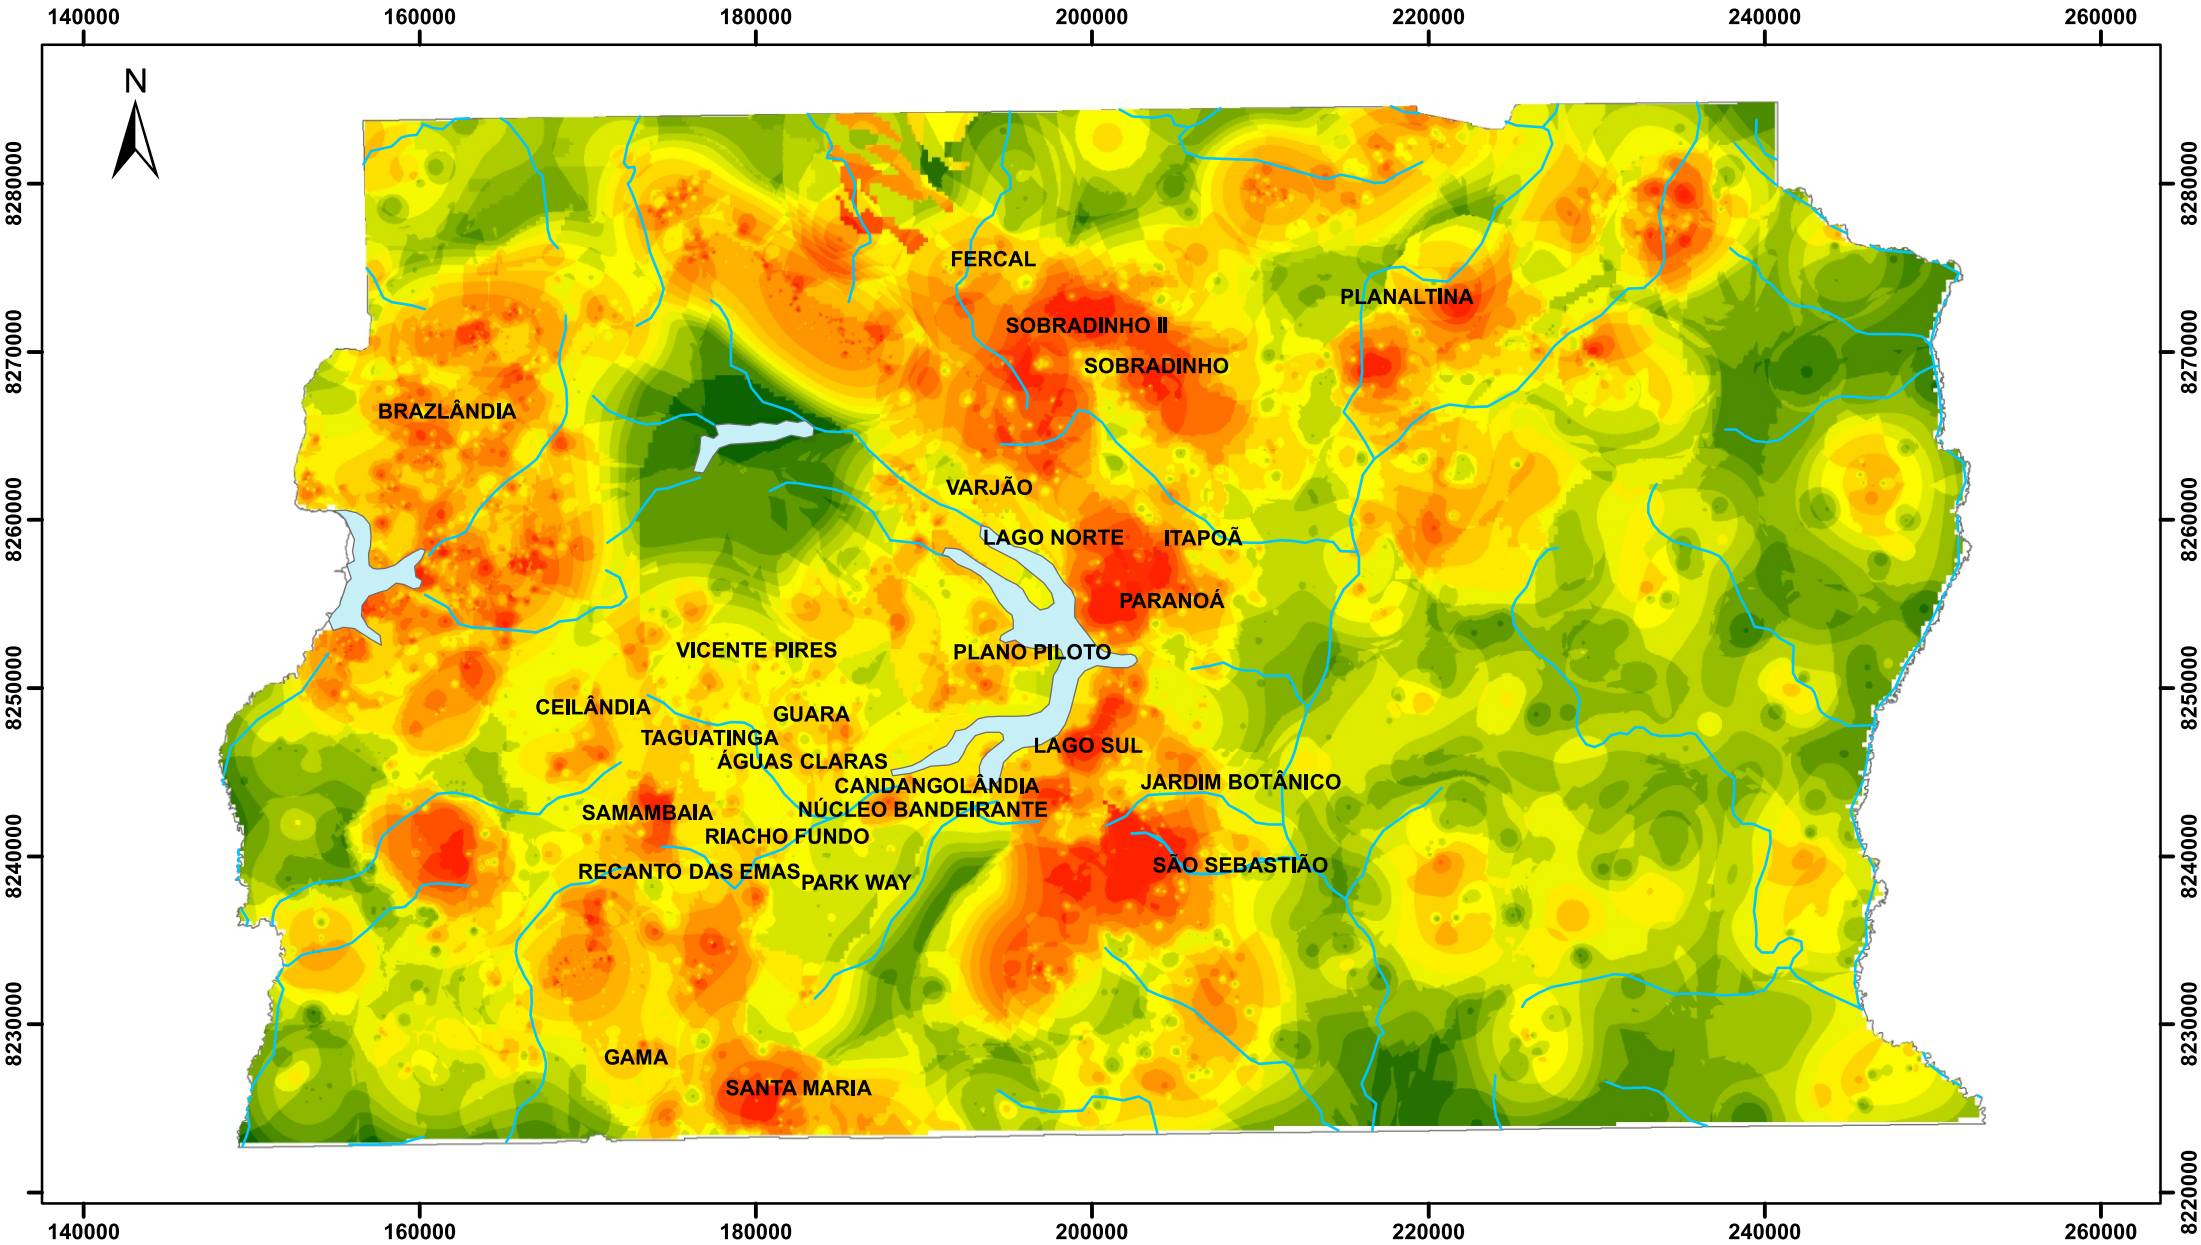 140000 160000 180000 200000 220000 240000 260000
N
8280000 8280000
FERCAL
PLANALTINA
SOBRADINHO II
8270000 8270000
SOBRADINHO
BRAZLÂNDIA
VARJÃO
8260000 8260000
LAGO NORTE ITAPOÃ
PARANOÁ
VICENTE PIRES PLANO PILOTO
8250000 8250000
CEILÂNDIA GUARA
TAGUATINGA LAGO SUL
ÁGUAS CLARAS
CANDANGOLÂNDIA JARDIM BOTÂNICO
SAMAMBAIA NÚCLEO BANDEIRANTE
RIACHO FUNDO
8240000 8240000
RECANTO DAS EMAS PARK WAY SÃO SEBASTIÃO
8230000 8230000
GAMA
SANTA MARIA
8220000
140000 160000 180000 200000 220000 240000 260000